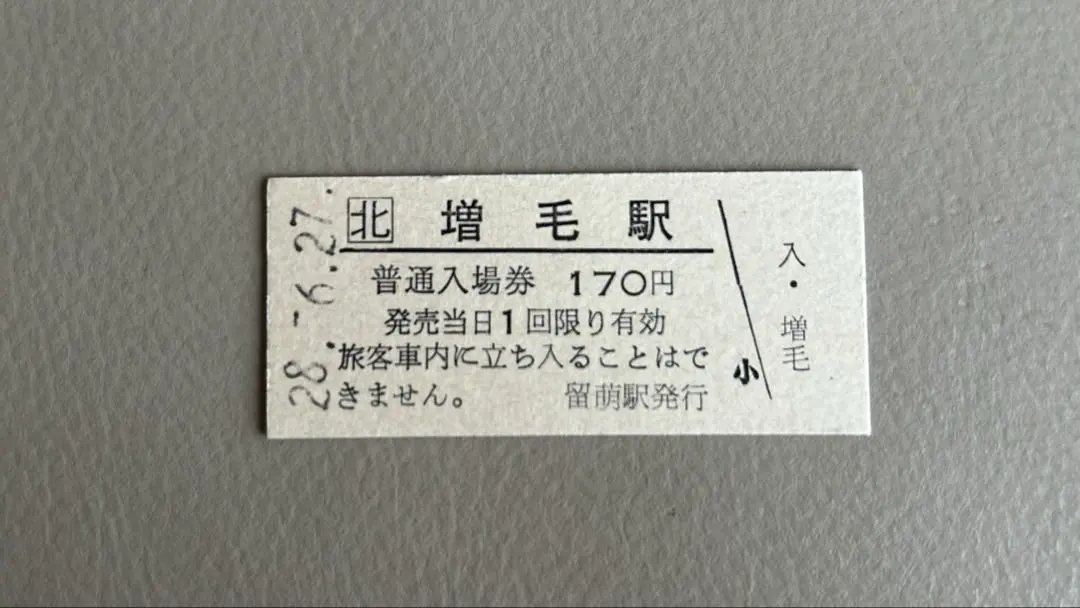 28.-6.27.
北 増毛駅
普通入場券 170円
発売当日1回限り有効
旅客車内に立ち入ることはで
きません。 留萌駅発行
小
入・増毛